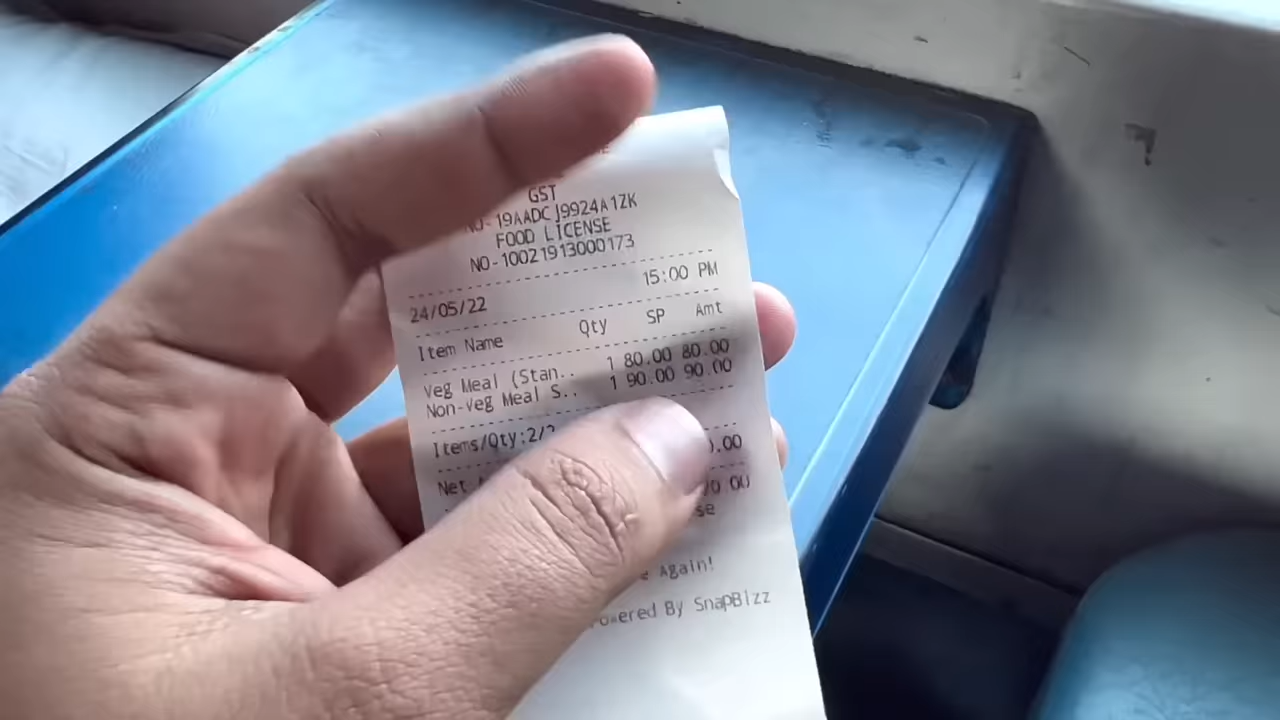 GST
NO-19AADCJ9924A1ZK
FOOD LICENSE
NO-10021913000173
24/05/22 15:00 PM
Item Name Qty SP Amt
Veg Meal (Stan.. 1 80.00 80.00
Non-Veg Meal S.. 1 90.00 90.00
Items/Qty:2/2
Net
Again!
Powered By SnapBizz